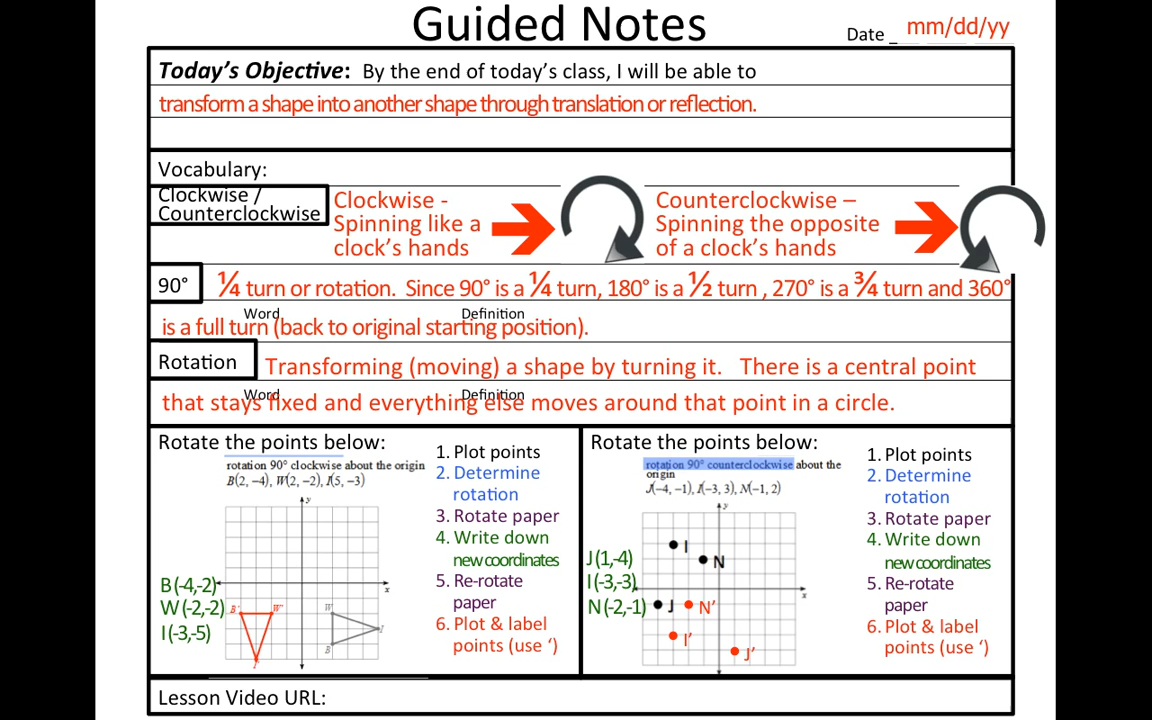 Guided Notes
Date _ mm/dd/yy
Today's Objective: By the end of today's class, I will be able to
transform a shape into another shape through translation or reflection.
Vocabulary:
Clockwise /
Counterclockwise
Clockwise -
Spinning like a
clock's hands
Counterclockwise –
Spinning the opposite
of a clock's hands
90° ¼ turn or rotation. Since 90° is a ¼ turn, 180° is a ½ turn , 270° is a ¾ turn and 360°
Word Definition
is a full turn (back to original starting position).
Rotation Transforming (moving) a shape by turning it. There is a central point
Word Definition
that stays fixed and everything else moves around that point in a circle.
Rotate the points below:
rotation 90° clockwise about the origin
B(2, −4), W(2, −2), I(5, −3)
y
x
B(-4,-2)
W(-2,-2)
I(-3,-5)
B' W'
I'
W
I
B
1. Plot points
2. Determine
rotation
3. Rotate paper
4. Write down
new coordinates
5. Re-rotate
paper
6. Plot & label
points (use ‘)
Rotate the points below:
rotation 90° counterclockwise about the
origin
J(−4, −1), I(−3, 3), N(−1, 2)
y
x
I
N
J(1,-4)
I(-3,-3)
N(-2,-1)
J N'
I'
J'
1. Plot points
2. Determine
rotation
3. Rotate paper
4. Write down
new coordinates
5. Re-rotate
paper
6. Plot & label
points (use ‘)
Lesson Video URL: